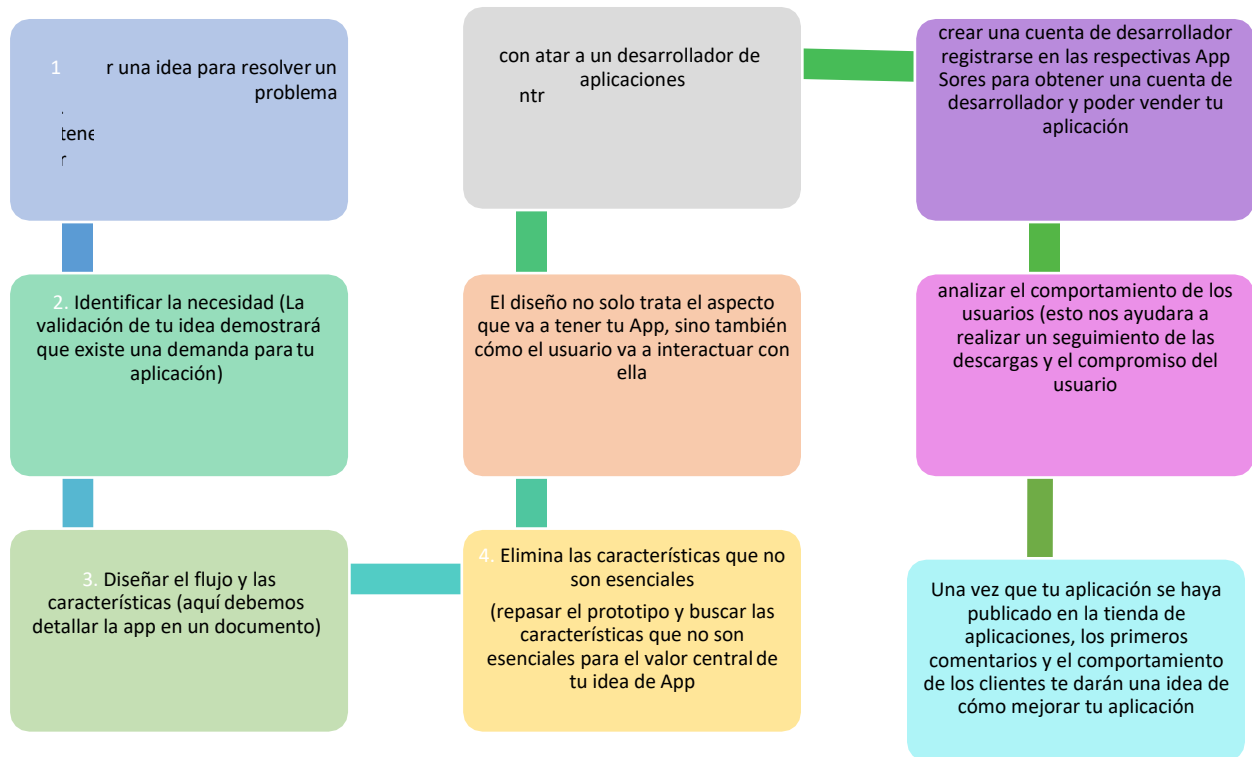 1 r una idea para resolver un
problema
.
tene
r
2. Identificar la necesidad (La
validación de tu idea demostrará
que existe una demanda para tu
aplicación)
3. Diseñar el flujo y las
características (aquí debemos
detallar la app en un documento)
4. Elimina las características que no
son esenciales
(repasar el prototipo y buscar las
características que no son
esenciales para el valor central de
tu idea de App
El diseño no solo trata el aspecto
que va a tener tu App, sino también
cómo el usuario va a interactuar con
ella
con atar a un desarrollador de
aplicaciones
ntr
crear una cuenta de desarrollador
registrarse en las respectivas App
Sores para obtener una cuenta de
desarrollador y poder vender tu
aplicación
analizar el comportamiento de los
usuarios (esto nos ayudara a
realizar un seguimiento de las
descargas y el compromiso del
usuario
Una vez que tu aplicación se haya
publicado en la tienda de
aplicaciones, los primeros
comentarios y el comportamiento
de los clientes te darán una idea de
cómo mejorar tu aplicación